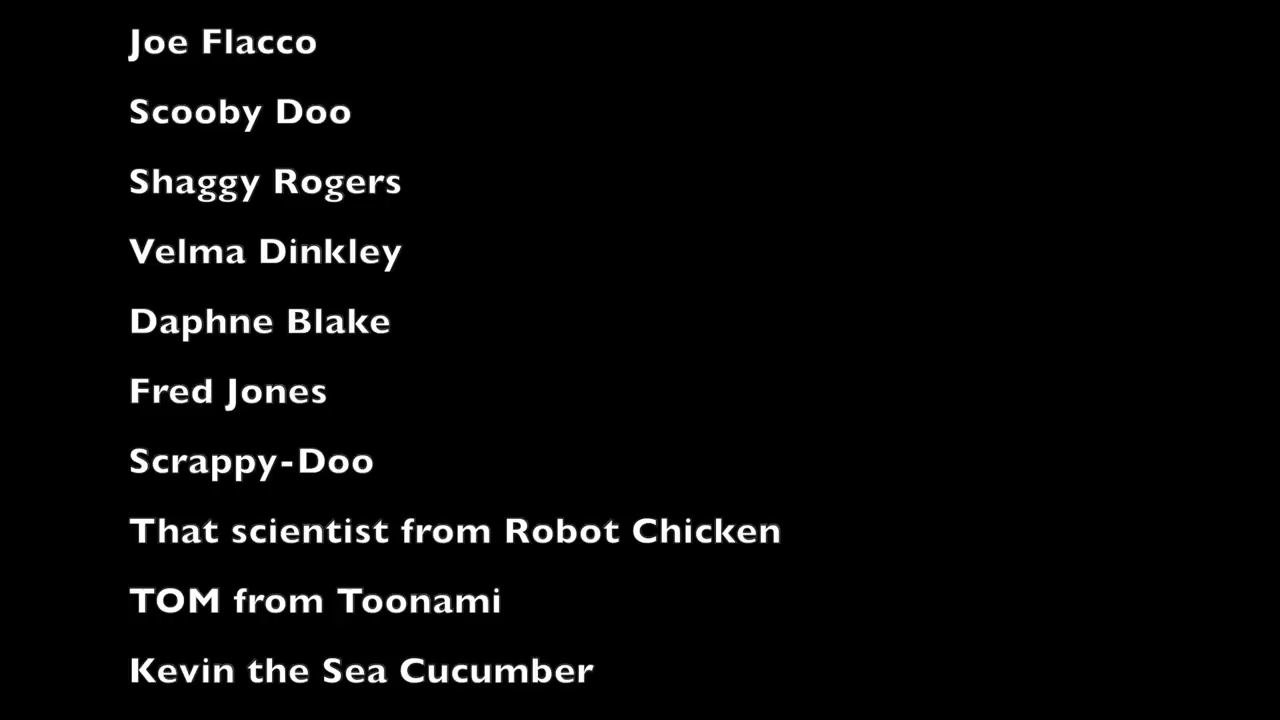 Joe Flacco
Scooby Doo
Shaggy Rogers
Velma Dinkley
Daphne Blake
Fred Jones
Scrappy-Doo
That scientist from Robot Chicken
TOM from Toonami
Kevin the Sea Cucumber